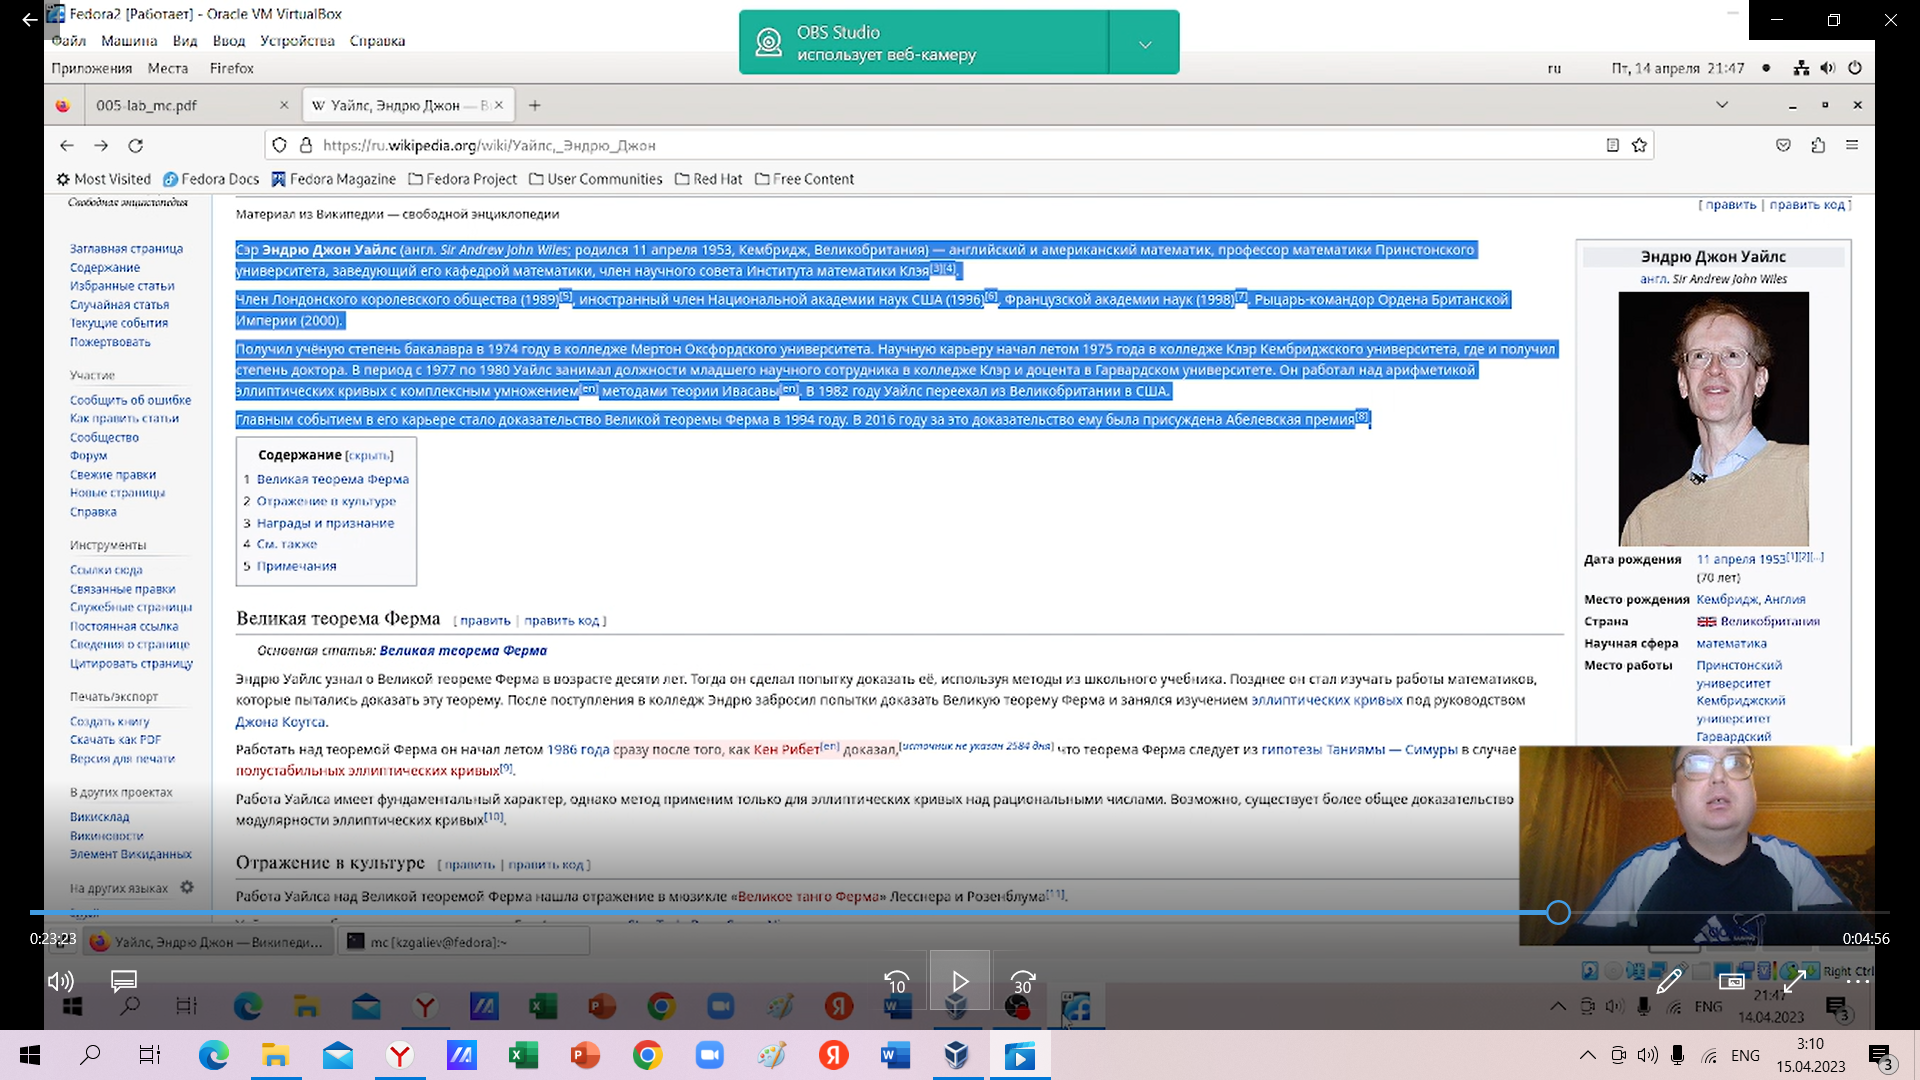 Fedora2 [Работает] - Oracle VM VirtualBox
Файл Машина Вид Ввод Устройства Справка
OBS Studio
использует веб-камеру
Приложения Места Firefox
ru Пт, 14 апреля 21:47
005-lab_mc.pdf
W Уайлс, Эндрю Джон — В
https://ru.wikipedia.org/wiki/Уайлс,_Эндрю_Джон
Most Visited Fedora Docs Fedora Magazine Fedora Project User Communities Red Hat Free Content
Свободная энциклопедия
Заглавная страница
Содержание
Избранные статьи
Случайная статья
Текущие события
Пожертвовать
Участие
Сообщить об ошибке
Как править статьи
Сообщество
Форум
Свежие правки
Новые страницы
Справка
Инструменты
Ссылки сюда
Связанные правки
Служебные страницы
Постоянная ссылка
Сведения о странице
Цитировать страницу
Печать/экспорт
Создать книгу
Скачать как PDF
Версия для печати
В других проектах
Викисклад
Викиновости
Элемент Викиданных
На других языках
Материал из Википедии — свободной энциклопедии
[ править | править код ]
Сэр Эндрю Джон Уайлс (англ. Sir Andrew John Wiles; родился 11 апреля 1953, Кембридж, Великобритания) — английский и американский математик, профессор математики Принстонского
университета, заведующий его кафедрой математики, член научного совета Института математики Клэя[3][4].
Член Лондонского королевского общества (1989)[5], иностранный член Национальной академии наук США (1996)[6], Французской академии наук (1998)[7], Рыцарь-командор Ордена Британской
Империи (2000).
Получил учёную степень бакалавра в 1974 году в колледже Мертон Оксфордского университета. Научную карьеру начал летом 1975 года в колледже Клэр Кембриджского университета, где и получил
степень доктора. В период с 1977 по 1980 Уайлс занимал должности младшего научного сотрудника в колледже Клэр и доцента в Гарвардском университете. Он работал над арифметикой
эллиптических кривых с комплексным умножением[en] методами теории Ивасавы[en]. В 1982 году Уайлс переехал из Великобритании в США.
Главным событием в его карьере стало доказательство Великой теоремы Ферма в 1994 году. В 2016 году за это доказательство ему была присуждена Абелевская премия[8].
Содержание [скрыть]
1 Великая теорема Ферма
2 Отражение в культуре
3 Награды и признание
4 См. также
5 Примечания
Великая теорема Ферма [ править | править код ]
Основная статья: Великая теорема Ферма
Эндрю Уайлс узнал о Великой теореме Ферма в возрасте десяти лет. Тогда он сделал попытку доказать её, используя методы из школьного учебника. Позднее он стал изучать работы математиков,
которые пытались доказать эту теорему. После поступления в колледж Эндрю забросил попытки доказать Великую теорему Ферма и занялся изучением эллиптических кривых под руководством
Джона Коутса.
Работать над теоремой Ферма он начал летом 1986 года сразу после того, как Кен Рибет[en] доказал,[источник не указан 2584 дня] что теорема Ферма следует из гипотезы Таниямы — Симуры в случае
полустабильных эллиптических кривых[9].
Работа Уайлса имеет фундаментальный характер, однако метод применим только для эллиптических кривых над рациональными числами. Возможно, существует более общее доказательство
модулярности эллиптических кривых[10].
Отражение в культуре [ править | править код ]
Работа Уайлса над Великой теоремой Ферма нашла отражение в мюзикле «Великое танго Ферма» Лесснера и Розенблума[11].
Эндрю Джон Уайлс
англ. Sir Andrew John Wiles
Дата рождения 11 апреля 1953[1][2][…]
(70 лет)
Место рождения Кембридж, Англия
Страна Великобритания
Научная сфера математика
Место работы Принстонский
университет
Кембриджский
университет
Гарвардский
adidas
0:23:23
0:04:56
Уайлс, Эндрю Джон — Википеди...
mc [kzgaliev@fedora]:~
Right Ctrl
10
30
ENG
21:47
14.04.2023
3
ENG
3:10
15.04.2023
3